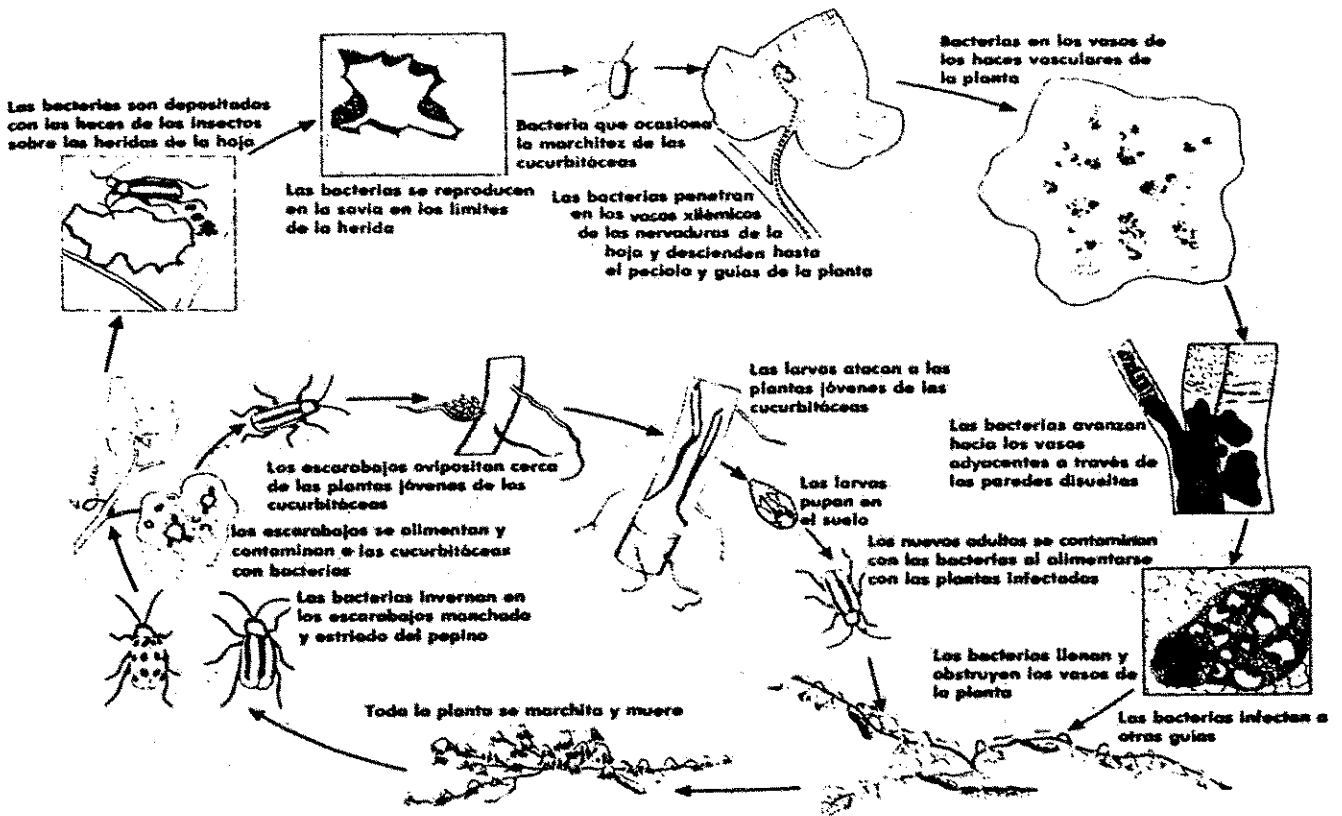 Las bacterias son depositadas
con las heces de los insectos
sobre las heridas de la hoja
Las bacterias se reproducen
en la savia en los limites
de la herida
Bacteria que ocasiona
la marchitez de las
cucurbitáceas
Las bacterias penetran
en los vasos xilémicos
de las nervaduras de la
hoja y descienden hasta
el peciolo y guias de la planta
Bacterias en los vasos de
los haces vasculares de
la planta
Las bacterias avanzan
hacia los vasos
adyacentes a través de
las paredes disueltas
Las bacterias llenan y
obstruyen los vasos de
la planta
Las bacterias infectan a
otras guias
Toda la planta se marchita y muere
Las bacterias invernan en
los escarabajos manchado
y estriado del pepino
Los escarabajos se alimentan y
contaminan a las cucurbitáceas
con bacterias
Los escarabajos ovipositan cerca
de las plantas jóvenes de las
cucurbitáceas
Las larvas atacan a las
plantas jóvenes de las
cucurbitáceas
Las larvas
pupan en
el suelo
Los nuevos adultos se contaminan
con las bacterias al alimentarse
con las plantas infectadas